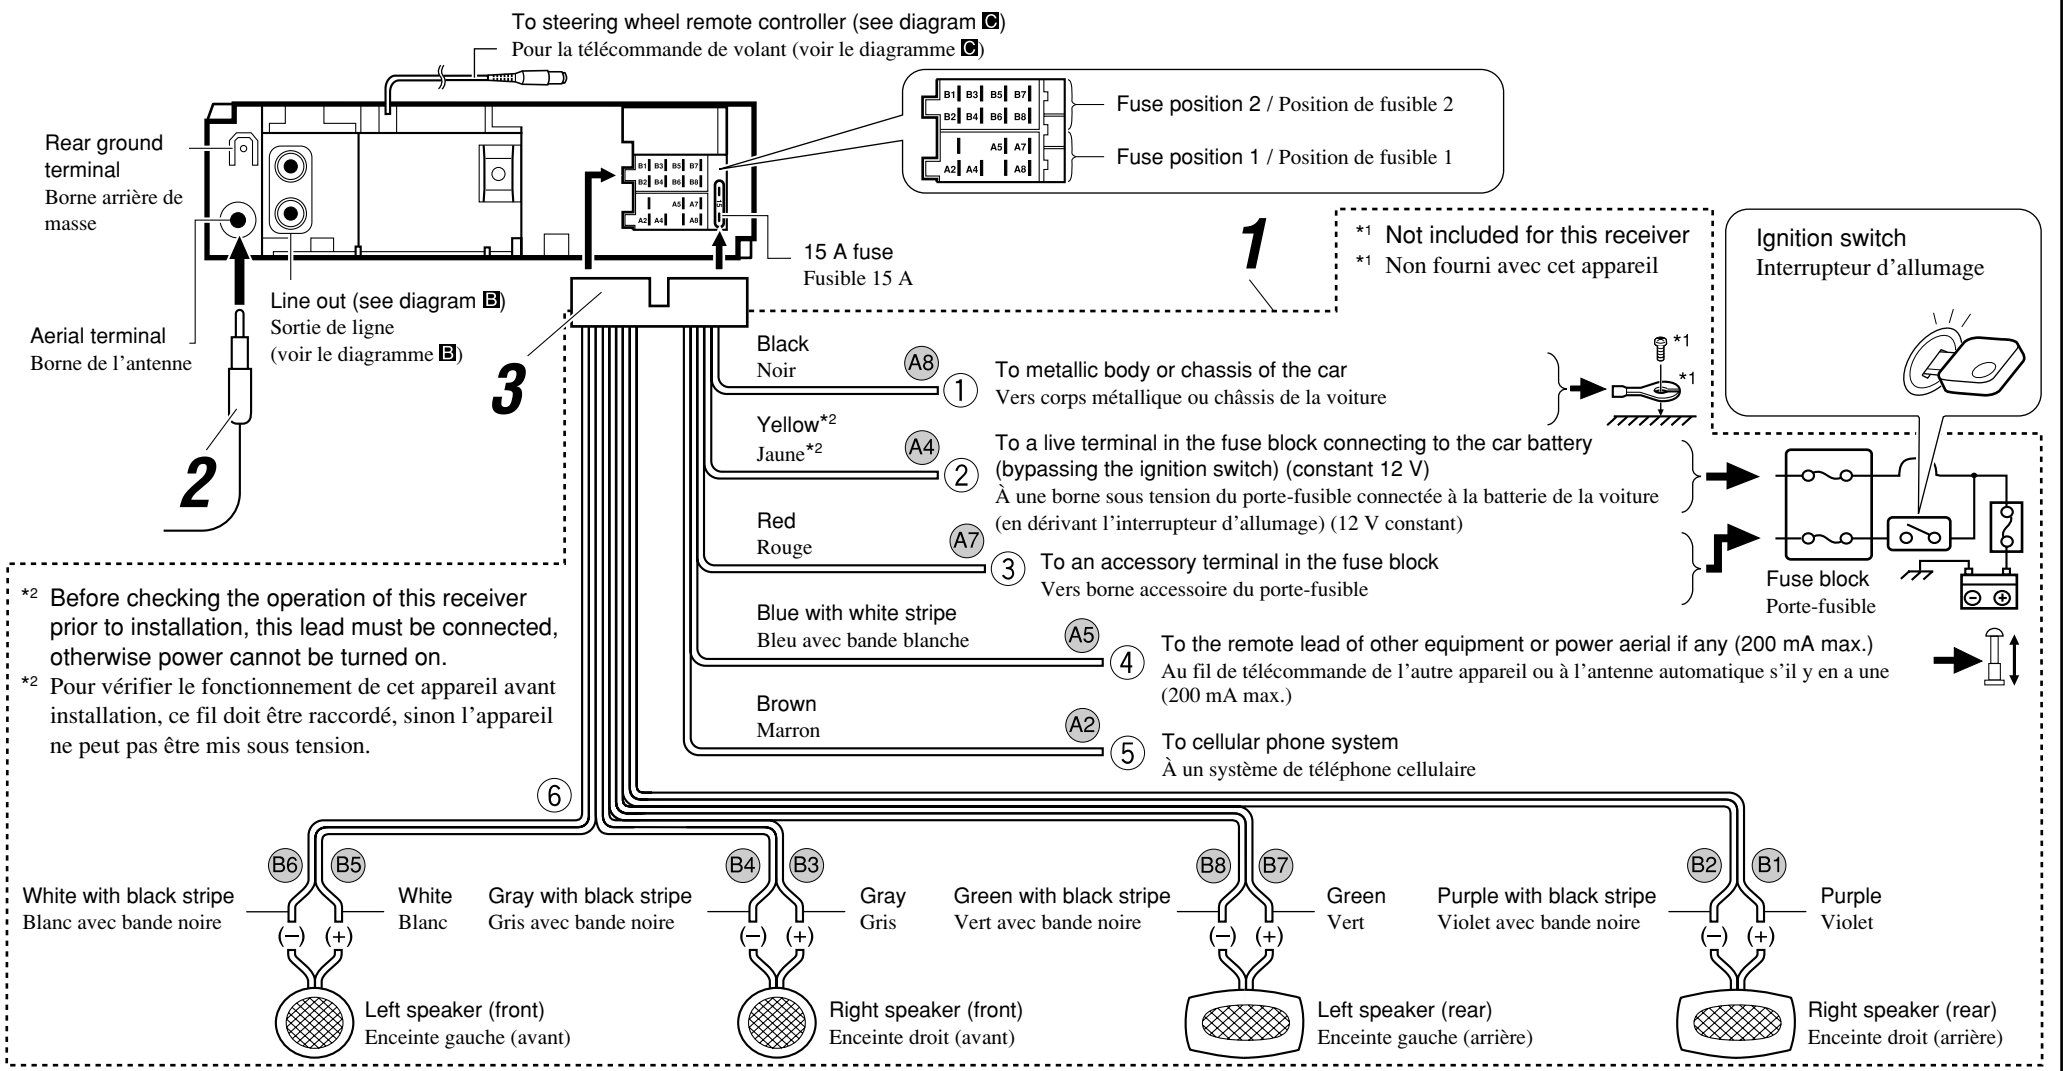 To steering wheel remote controller (see diagram C)
Pour la télécommande de volant (voir le diagramme C)
Rear ground
terminal
Borne arrière de
masse
B1 B3 B5 B7
B2 B4 B6 B8
A5 A7
A2 A4 A8
15
B1 B3 B5 B7
B2 B4 B6 B8
A5 A7
A2 A4 A8
Fuse position 2 / Position de fusible 2
Fuse position 1 / Position de fusible 1
15 A fuse
Fusible 15 A
1
*1 Not included for this receiver
*1 Non fourni avec cet appareil
Ignition switch
Interrupteur d’allumage
Aerial terminal
Borne de l’antenne
Line out (see diagram B)
Sortie de ligne
(voir le diagramme B)
2
3
Black
Noir
A8
1
To metallic body or chassis of the car
Vers corps métallique ou châssis de la voiture
*1
*1
Yellow*2
Jaune*2
A4
2
To a live terminal in the fuse block connecting to the car battery
(bypassing the ignition switch) (constant 12 V)
À une borne sous tension du porte-fusible connectée à la batterie de la voiture
(en dérivant l’interrupteur d’allumage) (12 V constant)
Red
Rouge
A7
3
To an accessory terminal in the fuse block
Vers borne accessoire du porte-fusible
Fuse block
Porte-fusible
*2 Before checking the operation of this receiver
prior to installation, this lead must be connected,
otherwise power cannot be turned on.
*2 Pour vérifier le fonctionnement de cet appareil avant
installation, ce fil doit être raccordé, sinon l’appareil
ne peut pas être mis sous tension.
Blue with white stripe
Bleu avec bande blanche
A5
4
To the remote lead of other equipment or power aerial if any (200 mA max.)
Au fil de télécommande de l’autre appareil ou à l’antenne automatique s’il y en a une
(200 mA max.)
Brown
Marron
A2
5
To cellular phone system
À un système de téléphone cellulaire
6
B6 B5
White with black stripe
Blanc avec bande noire
White
Blanc
(–) (+)
Left speaker (front)
Enceinte gauche (avant)
B4 B3
Gray with black stripe
Gris avec bande noire
Gray
Gris
(–) (+)
Right speaker (front)
Enceinte droit (avant)
B8 B7
Green with black stripe
Vert avec bande noire
Green
Vert
(–) (+)
Left speaker (rear)
Enceinte gauche (arrière)
B2 B1
Purple with black stripe
Violet avec bande noire
Purple
Violet
(–) (+)
Right speaker (rear)
Enceinte droit (arrière)